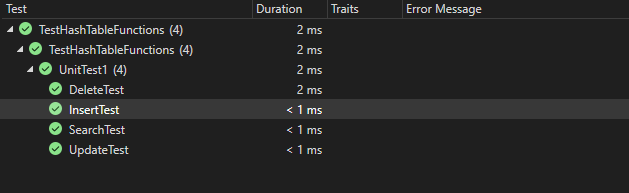 Test Duration Traits Error Message
TestHashTableFunctions (4) 2 ms
TestHashTableFunctions (4) 2 ms
UnitTest1 (4) 2 ms
DeleteTest 2 ms
InsertTest < 1 ms
SearchTest < 1 ms
UpdateTest < 1 ms